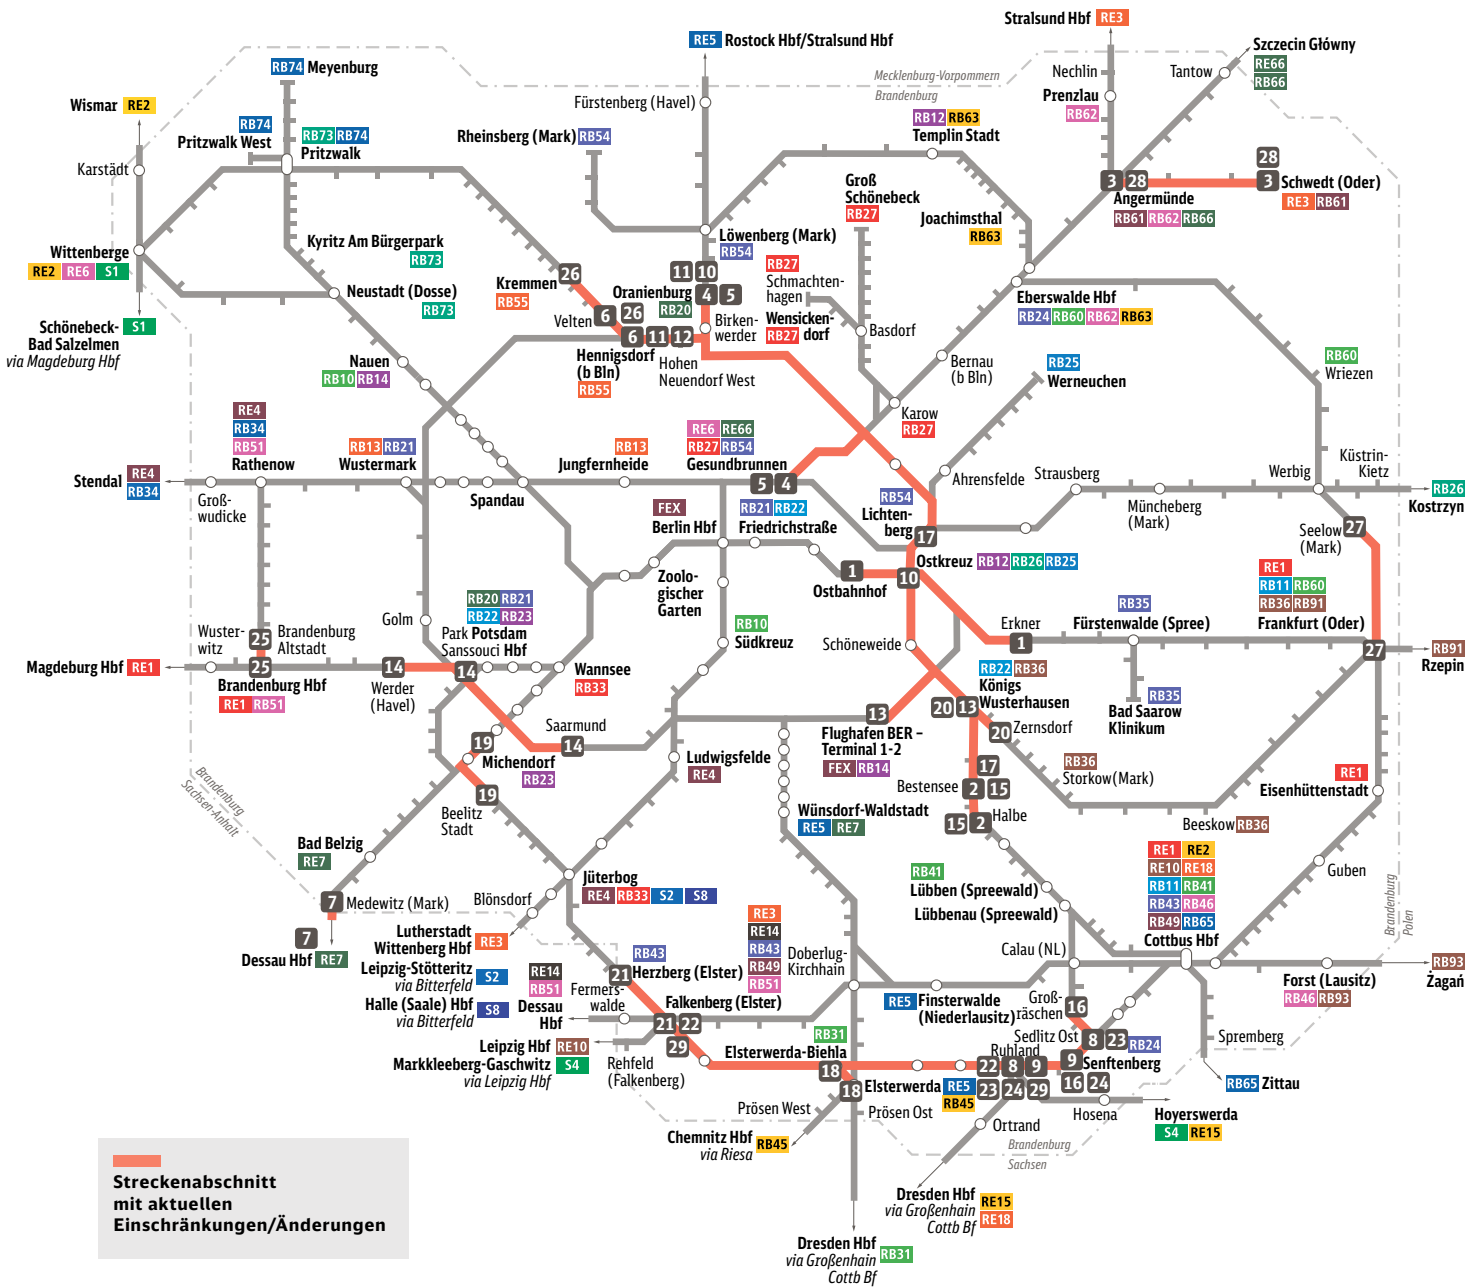 Stralsund Hbf RE3
RE5 Rostock Hbf/Stralsund Hbf
Szczecin Główny
RE66
RB66
Nechlin
Tantow
RB74 Meyenburg
Mecklenburg-Vorpommern
Brandenburg
Prenzlau
RB62
Wismar RE2
Fürstenberg (Havel)
RB74
Pritzwalk West
RB73 RB74
Pritzwalk
Rheinsberg (Mark) RB54
RB12 RB63
Templin Stadt
28
Karstädt
3 28
Angermünde
RB61 RB62 RB66
3 Schwedt (Oder)
RE3 RB61
Groß
Schönebeck
RB27
Joachimsthal
RB63
Wittenberge
RE2 RE6 S1
Kyritz Am Bürgerpark
RB73
Löwenberg (Mark)
RB54
11 10
26
Kremmen
RB55
Oranienburg
RB20
4 5
RB27
Schmachten-
hagen
Wensicken-
dorf
RB27
Neustadt (Dosse)
RB73
Eberswalde Hbf
RB24 RB60 RB62 RB63
Schönebeck-
Bad Salzelmen
via Magdeburg Hbf
S1
Velten 6 26
Birken-
werder
Basdorf
6 11 12
Hennigsdorf
(b Bln)
RB55
Hohen
Neuendorf West
Bernau
(b Bln)
RB25
Werneuchen
RB60
Wriezen
Nauen
RB10 RB14
Karow
RB27
RE4
RB34
RB51
Rathenow
RB13 RB21
Wustermark
RB13
Jungfernheide
RE6 RE66
RB27 RB54
Gesundbrunnen
5 4
Stendal RE4
RB34
Groß-
wudicke
Spandau
Ahrensfelde
Strausberg
Werbig
Küstrin-
Kietz
RB26
Kostrzyn
Müncheberg
(Mark)
FEX
Berlin Hbf
RB21 RB22
Friedrichstraße
RB54
Lichten-
berg
17
Seelow
(Mark)
27
Ostkreuz RB12 RB26 RB25
10
1
Ostbahnhof
Zoolo-
gischer
Garten
RE1
RB11 RB60
RB36 RB91
Frankfurt (Oder)
27
RB91
Rzepin
RB20 RB21
RB22 RB23
Park Potsdam
Sanssouci Hbf
Golm
RB10
Südkreuz
Schöneweide
Erkner
1
RB35
Fürstenwalde (Spree)
Wuster-
witz
25
Brandenburg
Altstadt
Magdeburg Hbf RE1
25
Brandenburg Hbf
RE1 RB51
14
Werder
(Havel)
14
Wannsee
RB33
RB22 RB36
Königs
Wusterhausen
20 13
20 Zernsdorf
RB35
Bad Saarow
Klinikum
Saarmund
14
13
Flughafen BER –
Terminal 1-2
FEX RB14
19
Michendorf
RB23
Ludwigsfelde
RE4
17
Bestensee
2 15
RB36
Storkow(Mark)
RE1
Eisenhüttenstadt
19
Beelitz
Stadt
Wünsdorf-Waldstadt
RE5 RE7
15 2 Halbe
Beeskow RB36
Brandenburg
Sachsen-Anhalt
Bad Belzig
RE7
RB41
Lübben (Spreewald)
RE1 RE2
RE10 RE18
RB11 RB41
RB43 RB46
RB49 RB65
Cottbus Hbf
Guben
Brandenburg
Polen
Jüterbog
RE4 RB33 S2 S8
7 Medewitz (Mark)
Blönsdorf
Lübbenau (Spreewald)
7
Dessau Hbf RE7
Lutherstadt
Wittenberg Hbf RE3
RE3
RE14
RB43
RB49
RB51
Doberlug-
Kirchhain
Calau (NL)
Leipzig-Stötteritz
via Bitterfeld S2
RE14
RB51
RB43
21 Herzberg (Elster)
RB93
Żagań
Forst (Lausitz)
RB46 RB93
Halle (Saale) Hbf
via Bitterfeld S8
Dessau
Hbf
Fermers-
walde
Falkenberg (Elster)
21 22
29
RE5 Finsterwalde
(Niederlausitz)
Groß-
räschen
16
Sedlitz Ost
8 23 RB24
Spremberg
Leipzig Hbf RE10
Markkleeberg-Gaschwitz S4
via Leipzig Hbf
Rehfeld
(Falkenberg)
RB31
Elsterwerda-Biehla
18
Ruhland
22 8 9
23 24 29
9 Senftenberg
16 24
18 Elsterwerda RE5
RB45
RB65 Zittau
Prösen West
Prösen Ost
Hosena
Hoyerswerda
S4 RE15
Chemnitz Hbf RB45
via Riesa
Ortrand
Brandenburg
Sachsen
Streckenabschnitt
mit aktuellen
Einschränkungen/Änderungen
Dresden Hbf RE15
via Großenhain RE18
Cottb Bf
Dresden Hbf RB31
via Großenhain
Cottb Bf